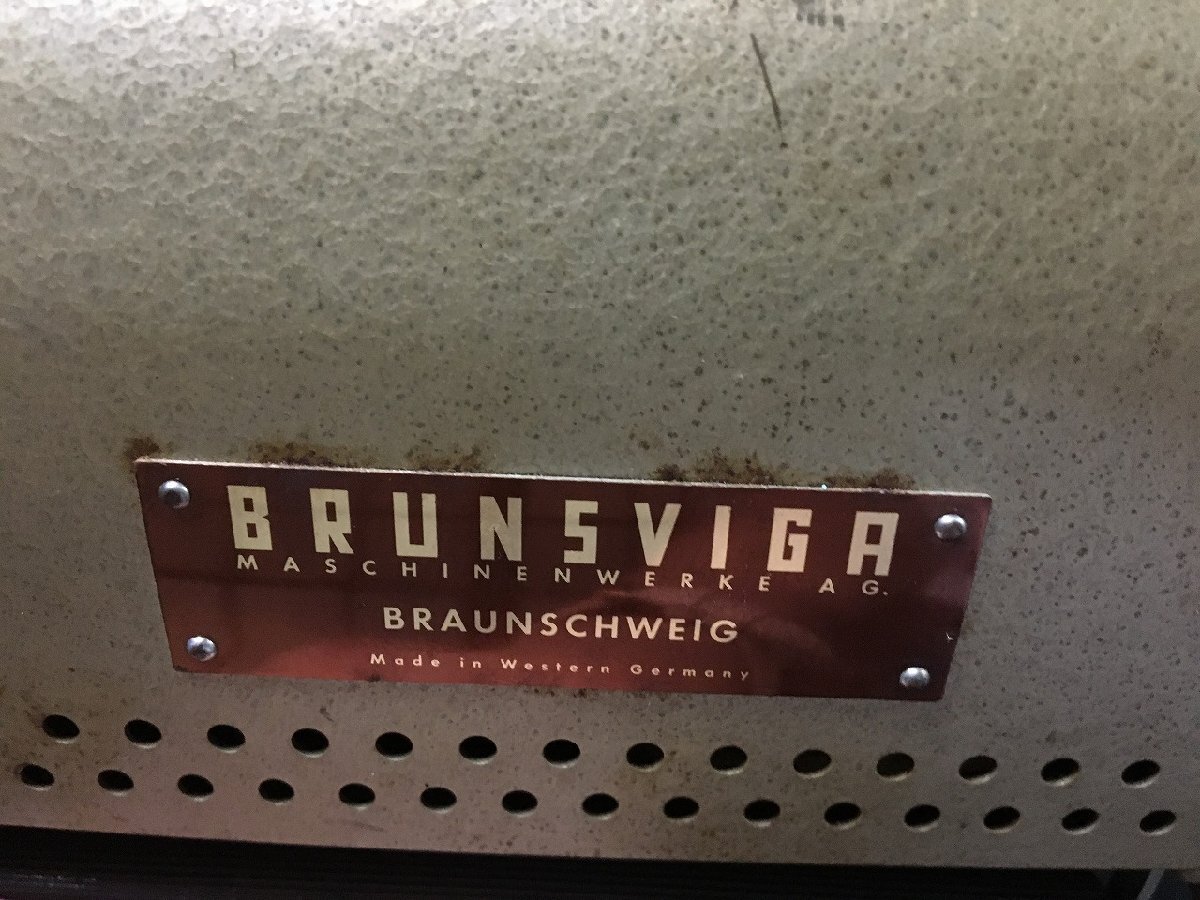 BRUNSVIGA
MASCHINENWERKE AG.
BRAUNSCHWEIG
Made in Western Germany